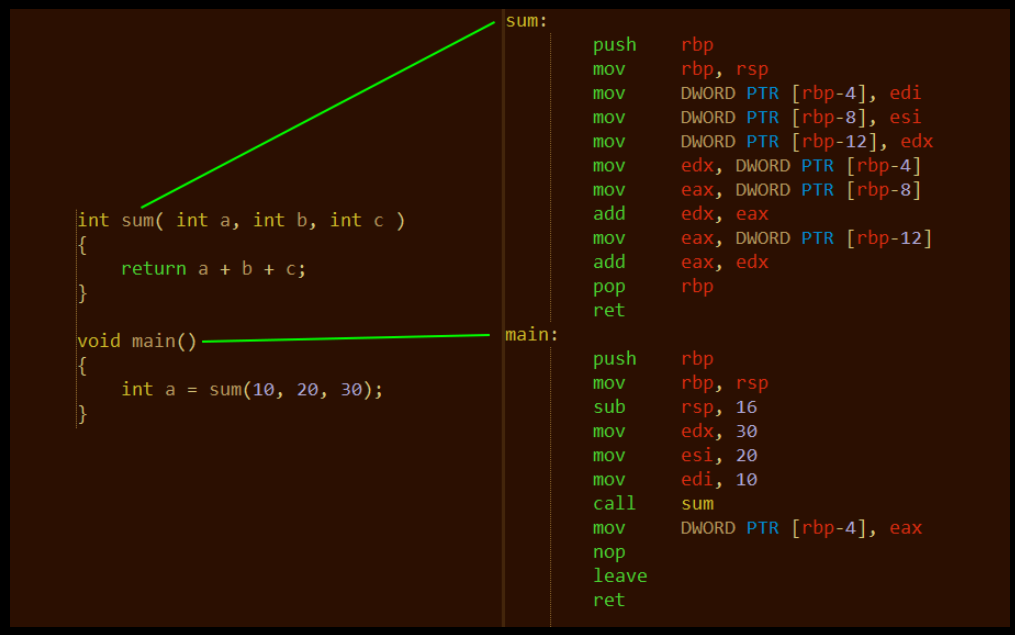 int sum( int a, int b, int c )
{
    return a + b + c;
}
void main()
{
    int a = sum(10, 20, 30);
}
sum:
        push    rbp
        mov     rbp, rsp
        mov     DWORD PTR [rbp-4], edi
        mov     DWORD PTR [rbp-8], esi
        mov     DWORD PTR [rbp-12], edx
        mov     edx, DWORD PTR [rbp-4]
        mov     eax, DWORD PTR [rbp-8]
        add     edx, eax
        mov     eax, DWORD PTR [rbp-12]
        add     eax, edx
        pop     rbp
        ret
main:
        push    rbp
        mov     rbp, rsp
        sub     rsp, 16
        mov     edx, 30
        mov     esi, 20
        mov     edi, 10
        call    sum
        mov     DWORD PTR [rbp-4], eax
        nop
        leave
        ret